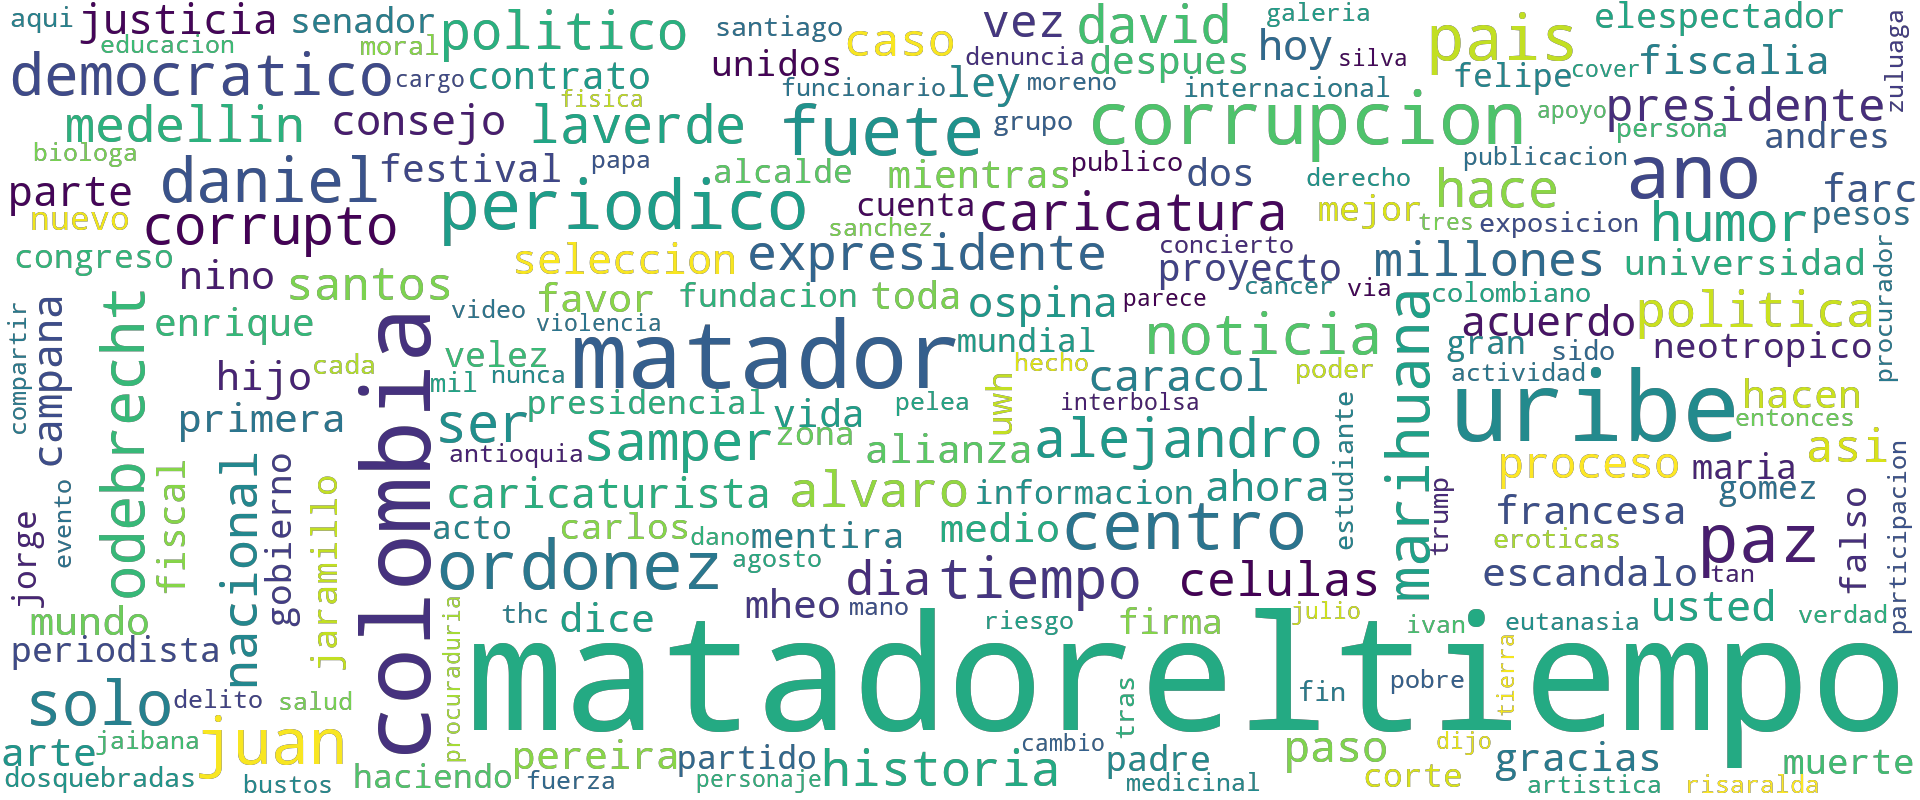 aqui justicia senador politico santiago caso vez david galeria pais elespectador zuluaga
educacion moral unidos denuncia despues hoy silva fiscalia
democratico cargo contrato funcionario ley moreno internacional felipe cover
medellin consejo fisica laverde fuete grupo corrupcion apoyo presidente
biologa persona andres
parte daniel festival papa alcalde mientras publico dos derecho publicacion ano farc
nuevo corrupto periodico cuenta caricatura hace mejor tres exposicion humor pesos
sanchez
congreso nino seleccion expresidente concierto proyecto millones universidad procurador
santos favor fundacion toda ospina parece cancer via colombiano
compartir campana odebrecht enrique colombia video violencia matador mundial noticia marihuana acuerdo politica
hijo cada velez hecho caracol poder gran sido neotropico
mil nunca uwh actividad uribe hacen
primera ser presidencial vida pelea interbolsa entonces
antioquia samper zona alianza alejandro estudiante asi
fiscal nacional gobierno jaramillo caricaturista alvaro informacion ahora trump proceso maria gomez participacion
jorge evento acto carlos dano mentira medio centro francesa paz falso
ordonez agosto dia tiempo celulas eroticas escandalo tan
mundo procuraduria thc dice mheo mano riesgo firma julio ivan eutanasia usted verdad
periodista matadoreltiempo tierra
solo delito salud tras fin pobre
arte jaibana juan pereira partido cambio padre paso dijo gracias muerte
dosquebradas bustos haciendo fuerza personaje historia medicinal corte artistica risaralda